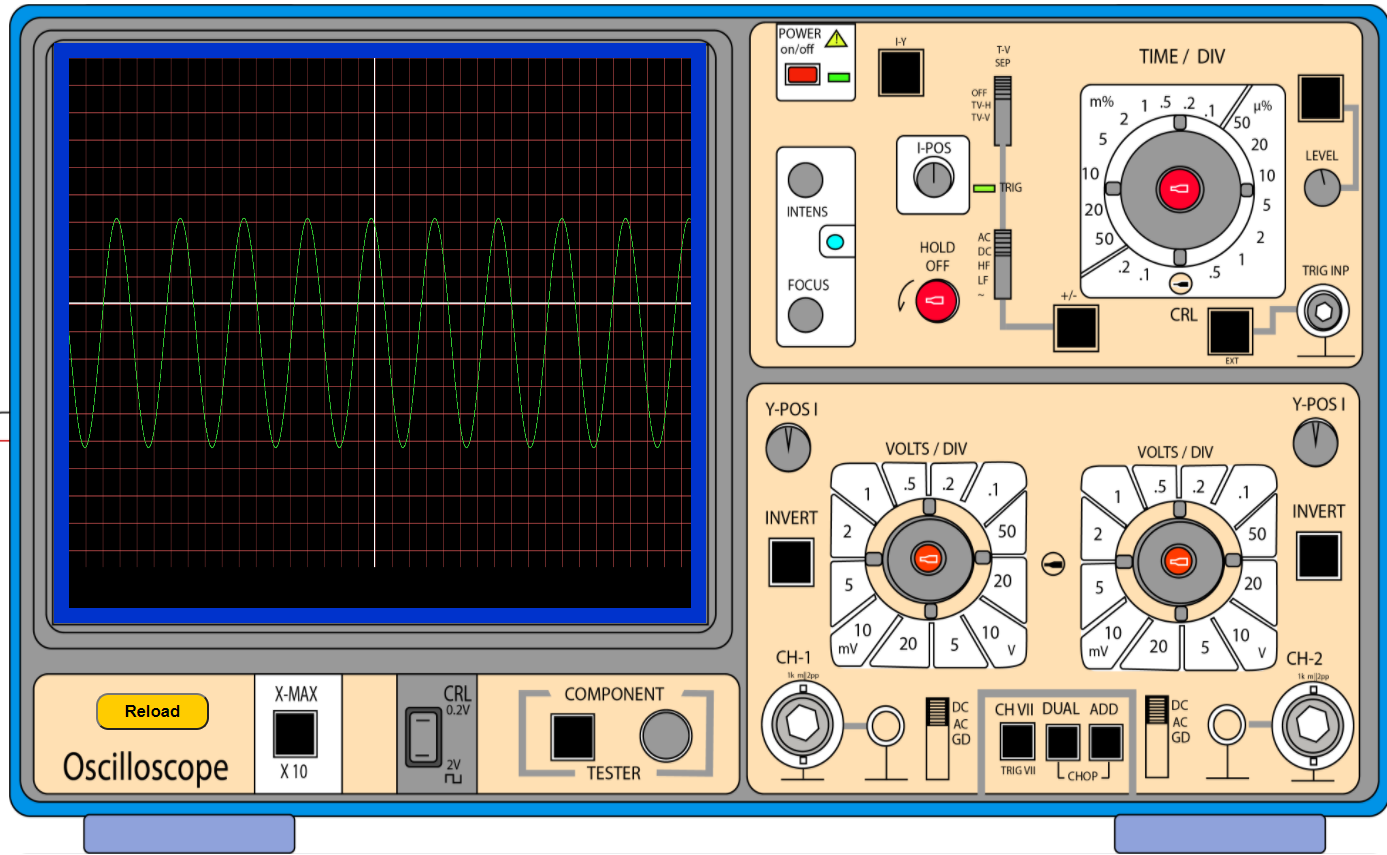 POWER
on/off
I-Y
T-V
SEP
OFF
TV-H
TV-V
TIME / DIV
m%
5
2
1
.5
.2
.1
50
µ%
20
10
5
2
1
.5
.1
.2
50
20
10
LEVEL
I-POS
TRIG
INTENS
FOCUS
HOLD
OFF
AC
DC
HF
LF
~
+/-
CRL
EXT
TRIG INP
Y-POS I
VOLTS / DIV
5
2
1
.5
.2
.1
50
20
10
V
5
20
10
mV
INVERT
CH-1
1k m||2pp
VOLTS / DIV
5
2
1
.5
.2
.1
50
20
10
V
5
20
10
mV
Y-POS I
INVERT
CH-2
1k m||2pp
DC
AC
GD
CH VII DUAL ADD
TRIG VII
CHOP
DC
AC
GD
Reload
Oscilloscope
X-MAX
X 10
CRL
0.2V
2V
COMPONENT
TESTER